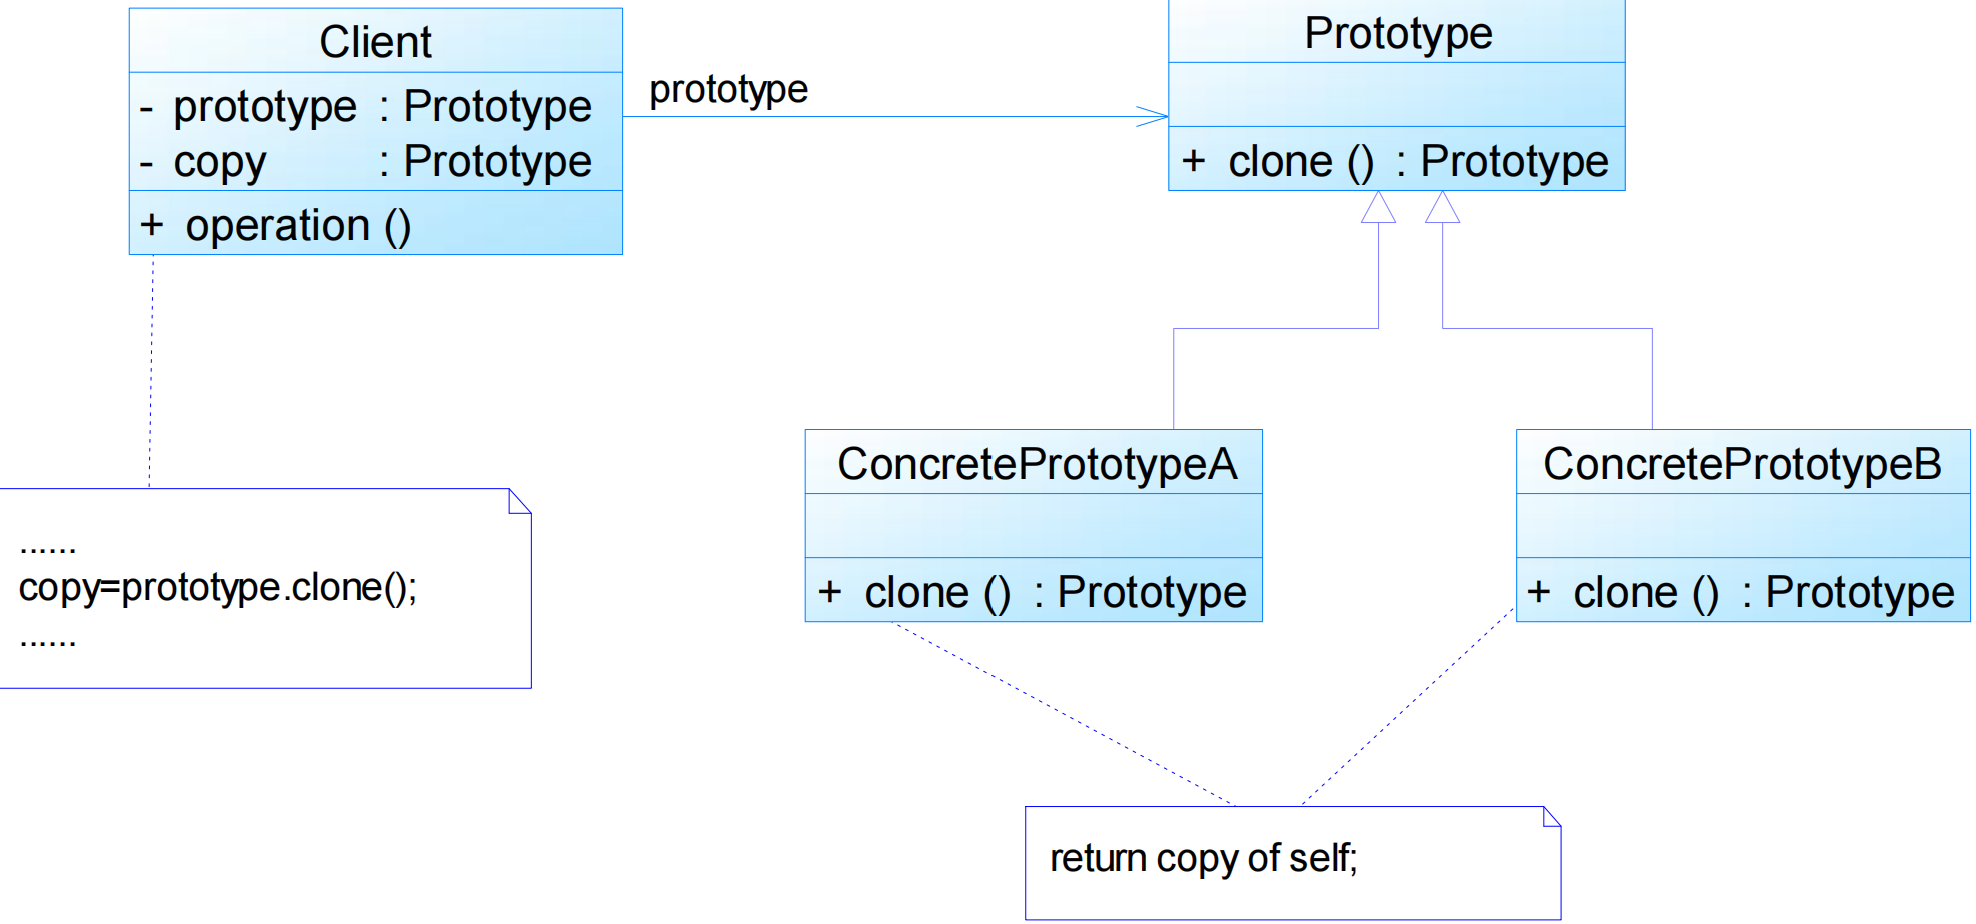 Client
- prototype : Prototype
- copy : Prototype
+ operation ()
prototype
Prototype
+ clone () : Prototype
ConcretePrototypeA
+ clone () : Prototype
ConcretePrototypeB
+ clone () : Prototype
......
copy=prototype.clone();
......
return copy of self;